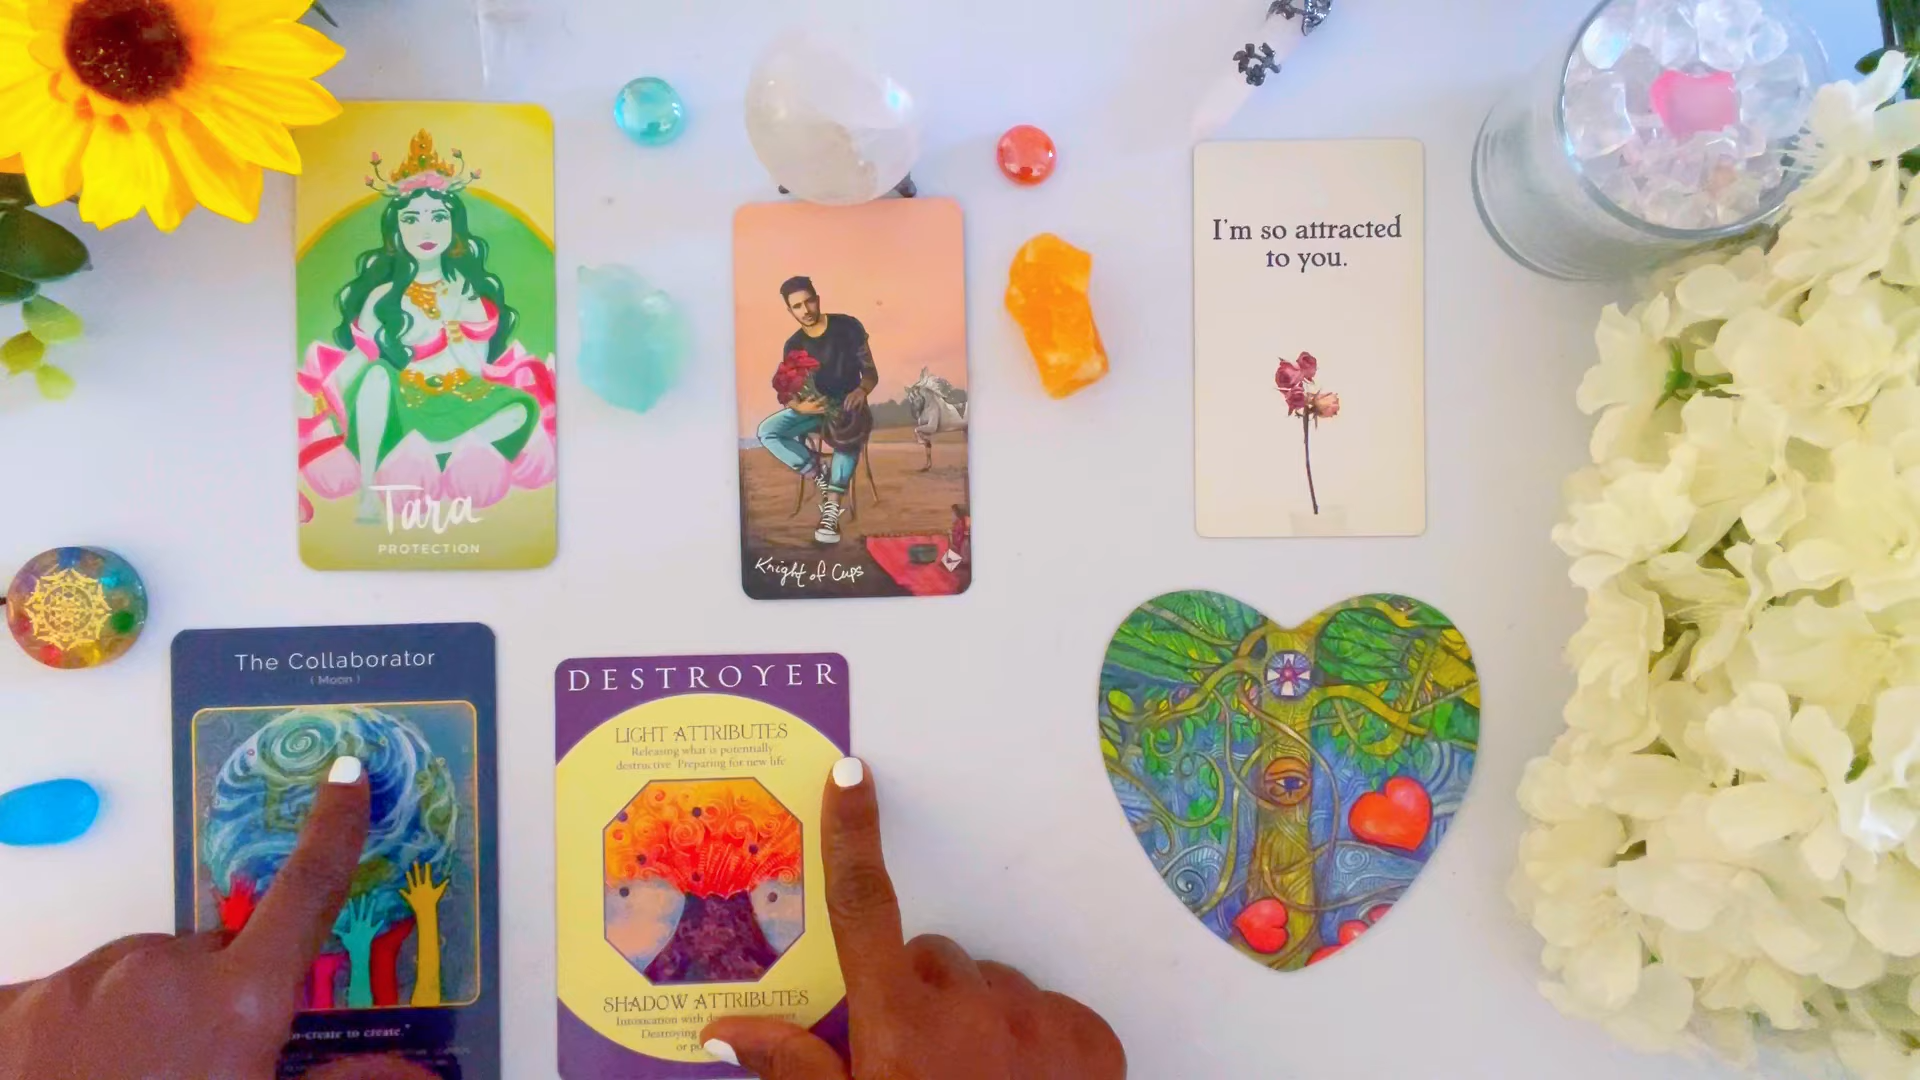 Tara
PROTECTION
Knight of Cups
I'm so attracted
to you.
The Collaborator
( Moon )
co-create to create."
DESTROYER
LIGHT ATTRIBUTES
Releasing what is potentially
destructive Preparing for new life
SHADOW ATTRIBUTES
Intoxication with
Destroying
or